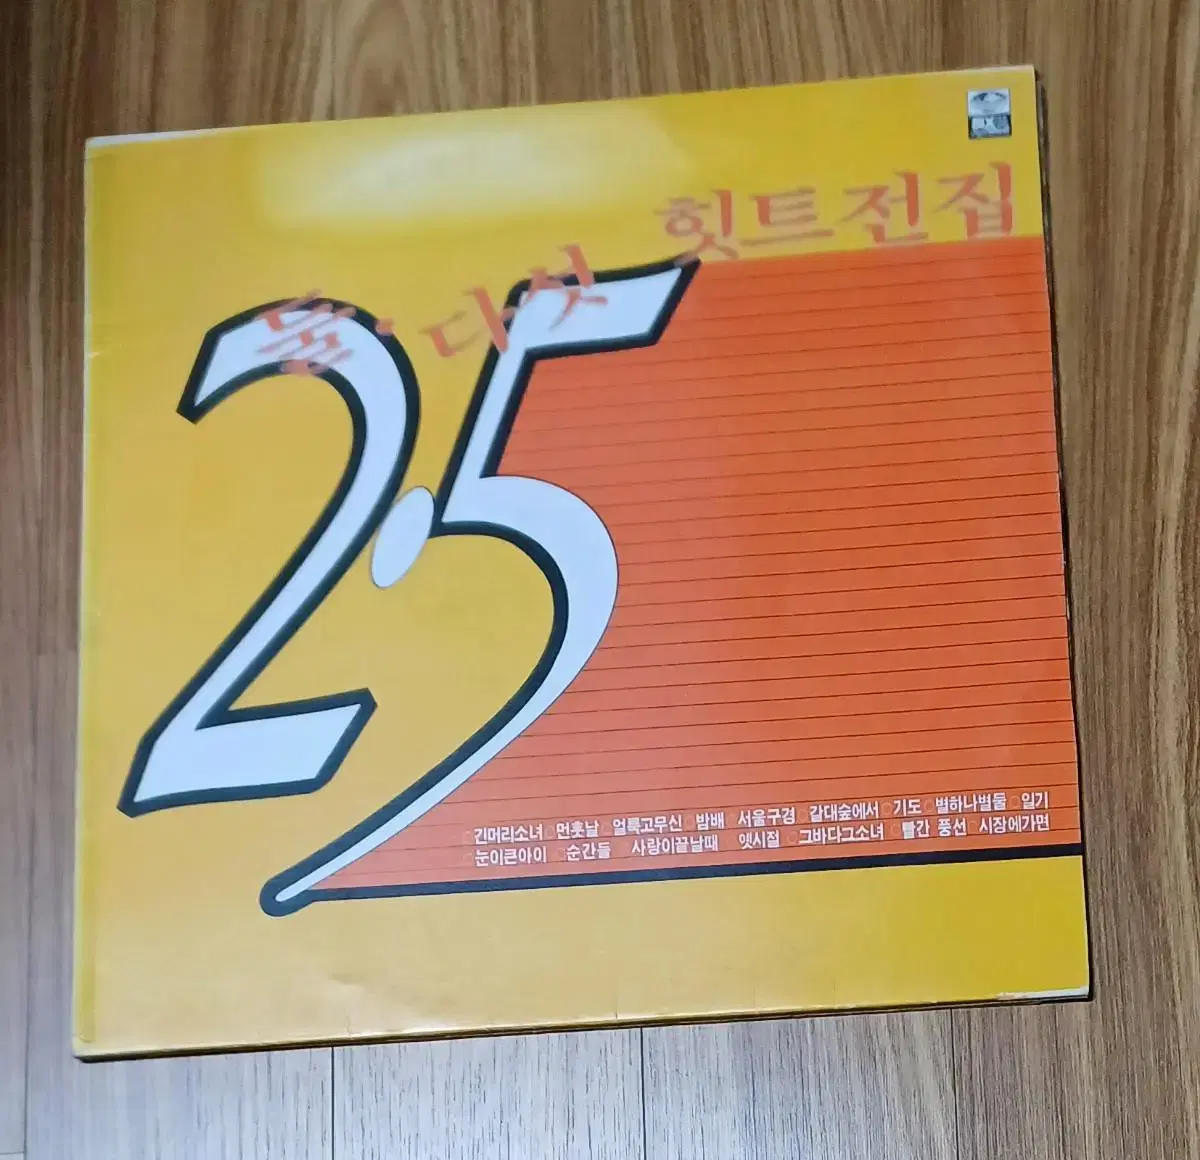 둘·다섯 힛트전집
2·5
긴머리소녀 먼훗날 얼룩고무신 밤배 서울구경 갈대숲에서 기도 별하나별둘 일기
눈이큰아이 순간들 사랑이끝날때 옛시절 그바다그소녀 빨간 풍선 시장에가면